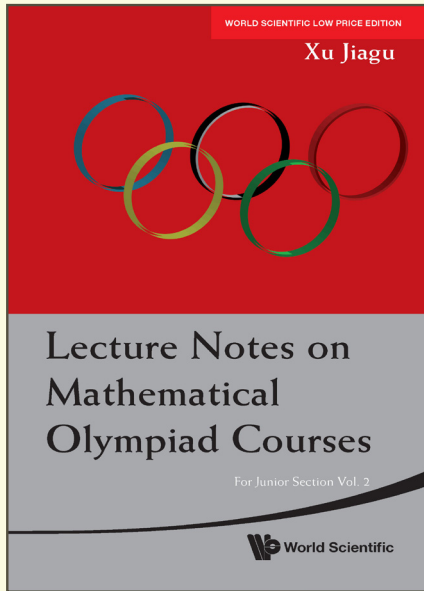 WORLD SCIENTIFIC LOW PRICE EDITION
Xu Jiagu
Lecture Notes on
Mathematical
Olympiad Courses
For Junior Section Vol. 2
World Scientific